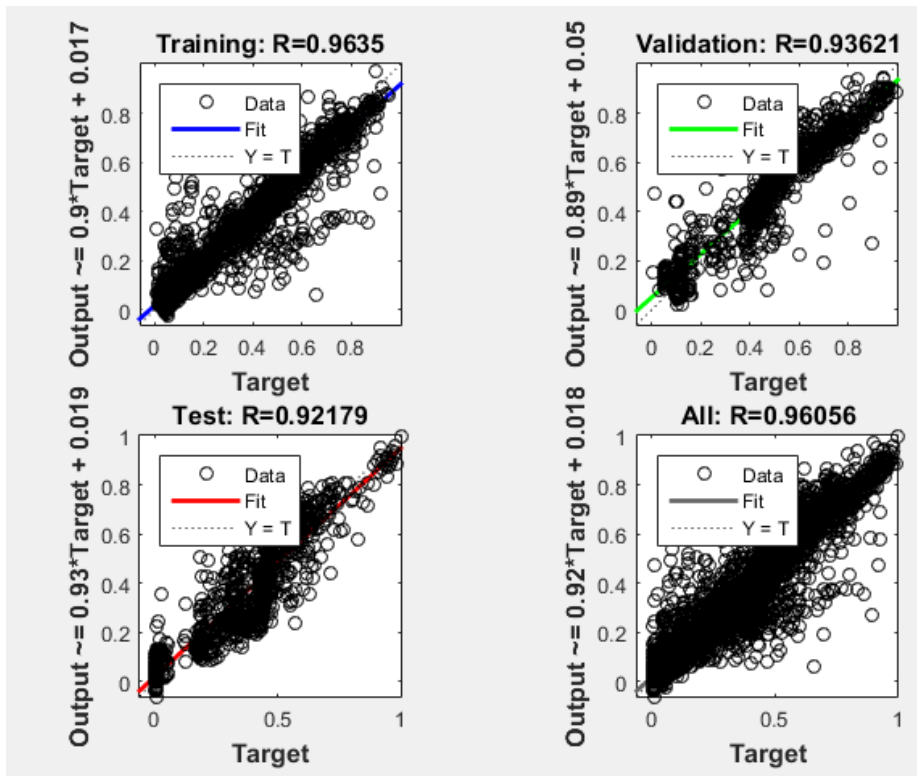 Training: R=0.9635
Output ~= 0.9*Target + 0.017
Data
Fit
Y = T
0.8
0.6
0.4
0.2
0
0
0.2
0.4
0.6
0.8
Target
Validation: R=0.93621
Output ~= 0.89*Target + 0.05
Data
Fit
Y = T
0.8
0.6
0.4
0.2
0
0
0.2
0.4
0.6
0.8
Target
Test: R=0.92179
Output ~= 0.93*Target + 0.019
Data
Fit
Y = T
1
0.8
0.6
0.4
0.2
0
0
0.5
1
Target
All: R=0.96056
Output ~= 0.92*Target + 0.018
Data
Fit
Y = T
1
0.8
0.6
0.4
0.2
0
0
0.5
1
Target